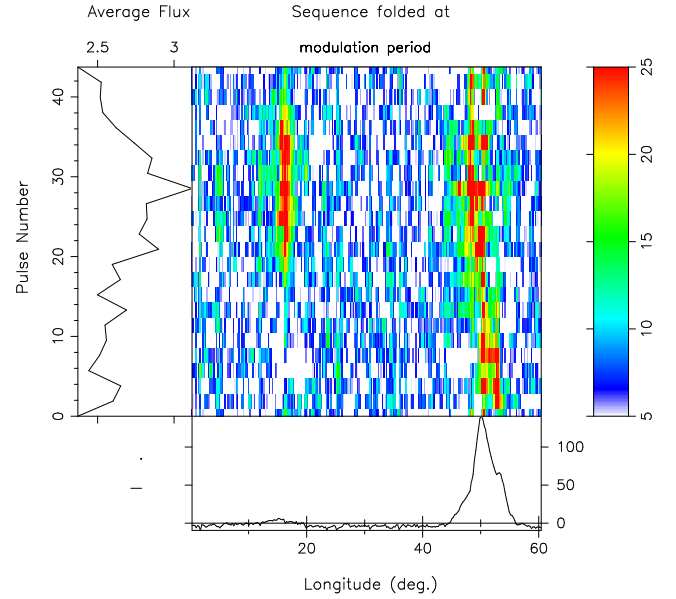 Average Flux
Sequence folded at
2.5 3
modulation period
Pulse Number
0 10 20 30 40
5 10 15 20 25
100
50
0
20 40 60
Longitude (deg.)